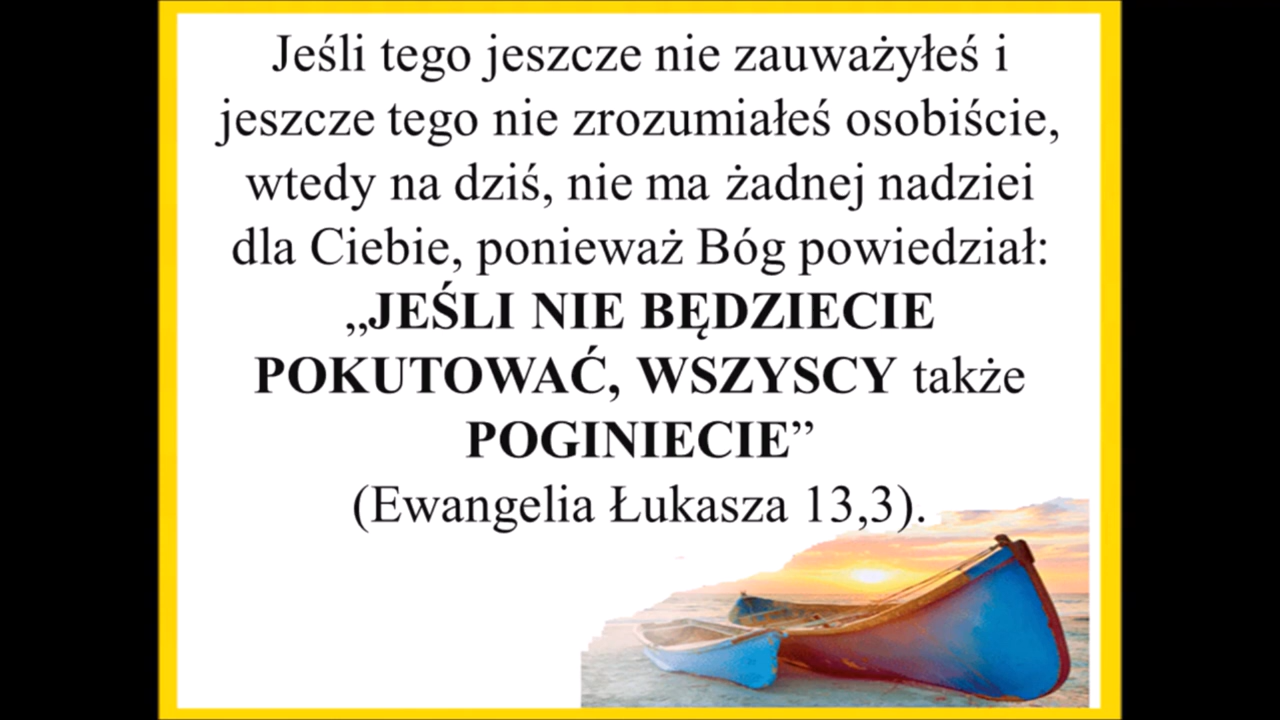 Jeśli tego jeszcze nie zauważyłeś i
jeszcze tego nie zrozumiałeś osobiście,
wtedy na dziś, nie ma żadnej nadziei
dla Ciebie, ponieważ Bóg powiedział:
„JEŚLI NIE BĘDZIECIE
POKUTOWAĆ, WSZYSCY także
POGINIECIE”
(Ewangelia Łukasza 13,3).